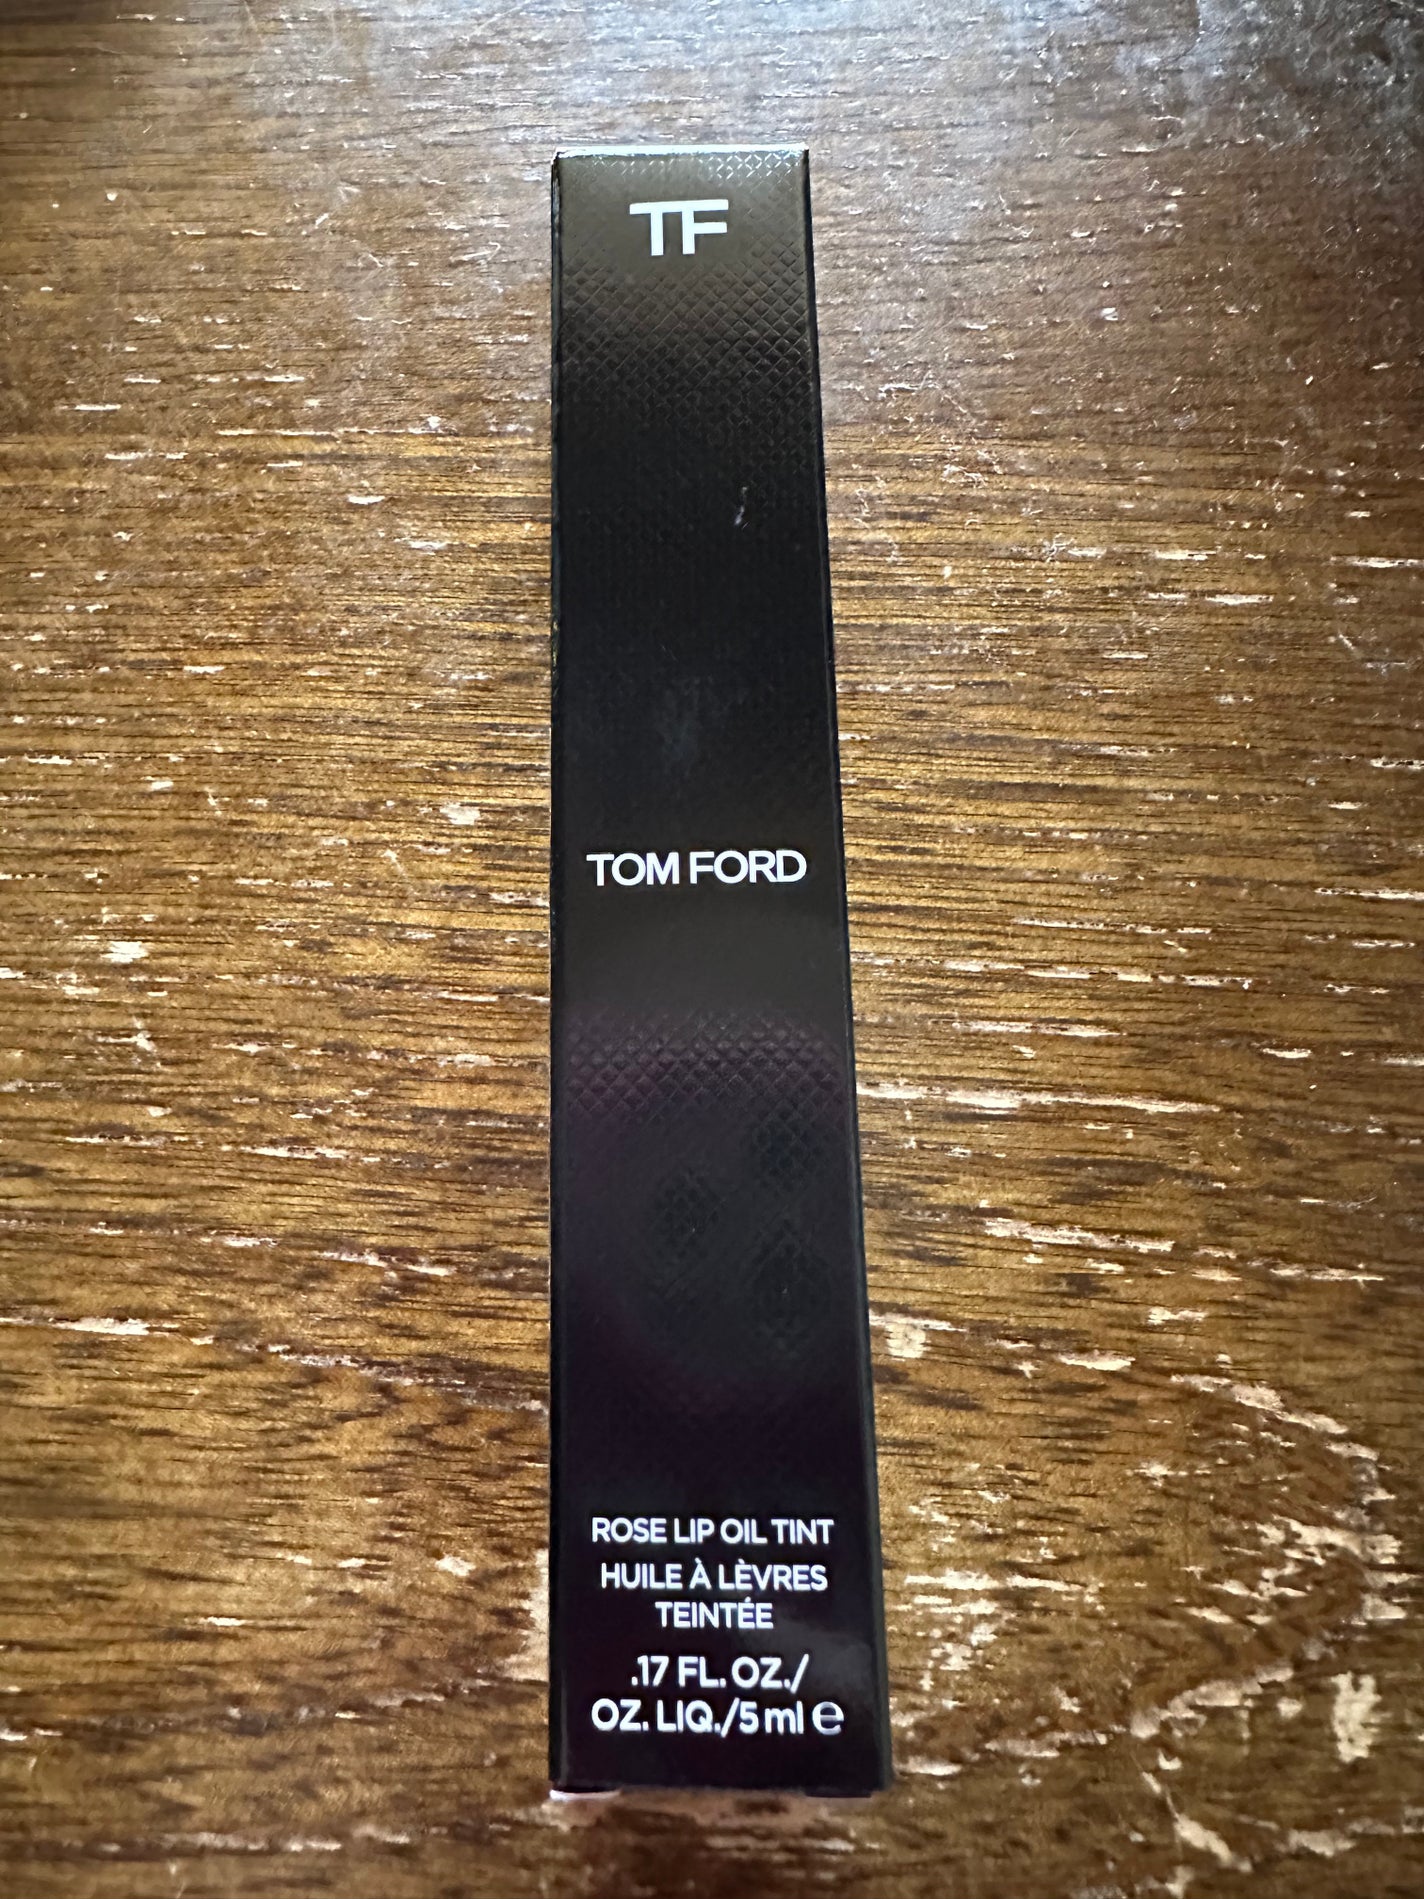 TF
TOM FORD
ROSE LIP OIL TINT
HUILE À LÈVRES
TEINTÉE
.17 FL. OZ./
OZ. LIQ./5 ml ℮